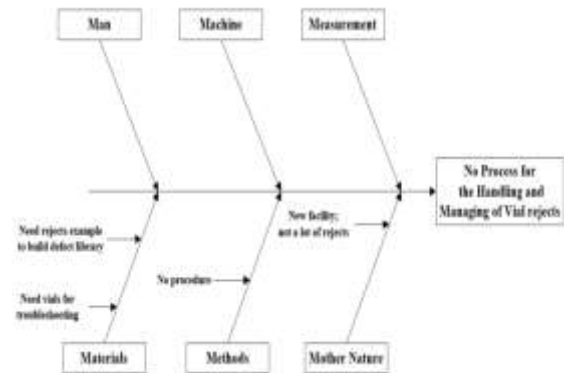 Man
Machine
Measurement
No Process for
the Handling and
Managing of Vial rejects
Need rejects example
to build defect library
New facility;
not a lot of rejects
No procedure
Need vials for
troubleshooting
Materials
Methods
Mother Nature